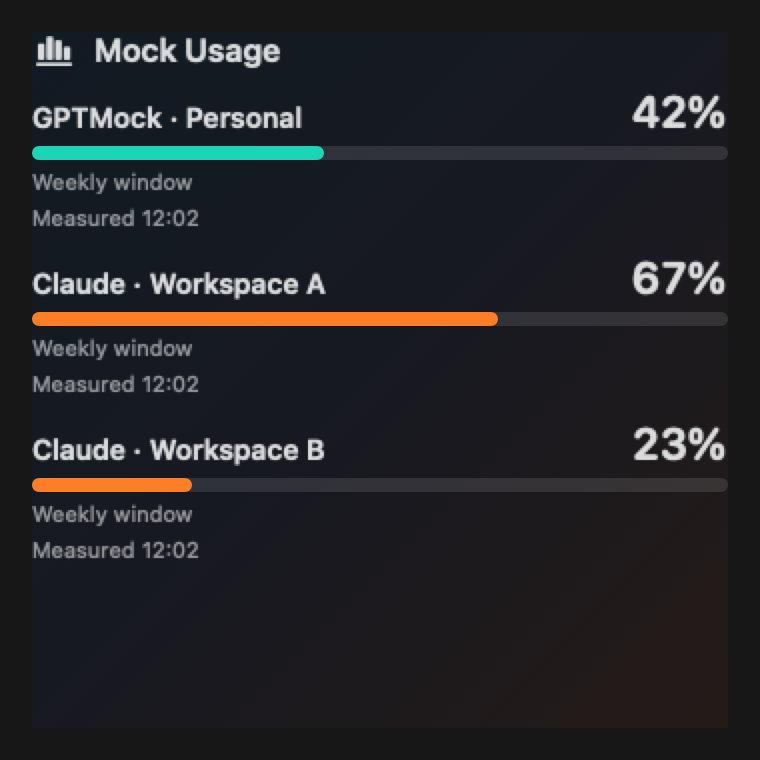 Mock Usage
GPTMock · Personal 42%
Weekly window
Measured 12:02
Claude · Workspace A 67%
Weekly window
Measured 12:02
Claude · Workspace B 23%
Weekly window
Measured 12:02